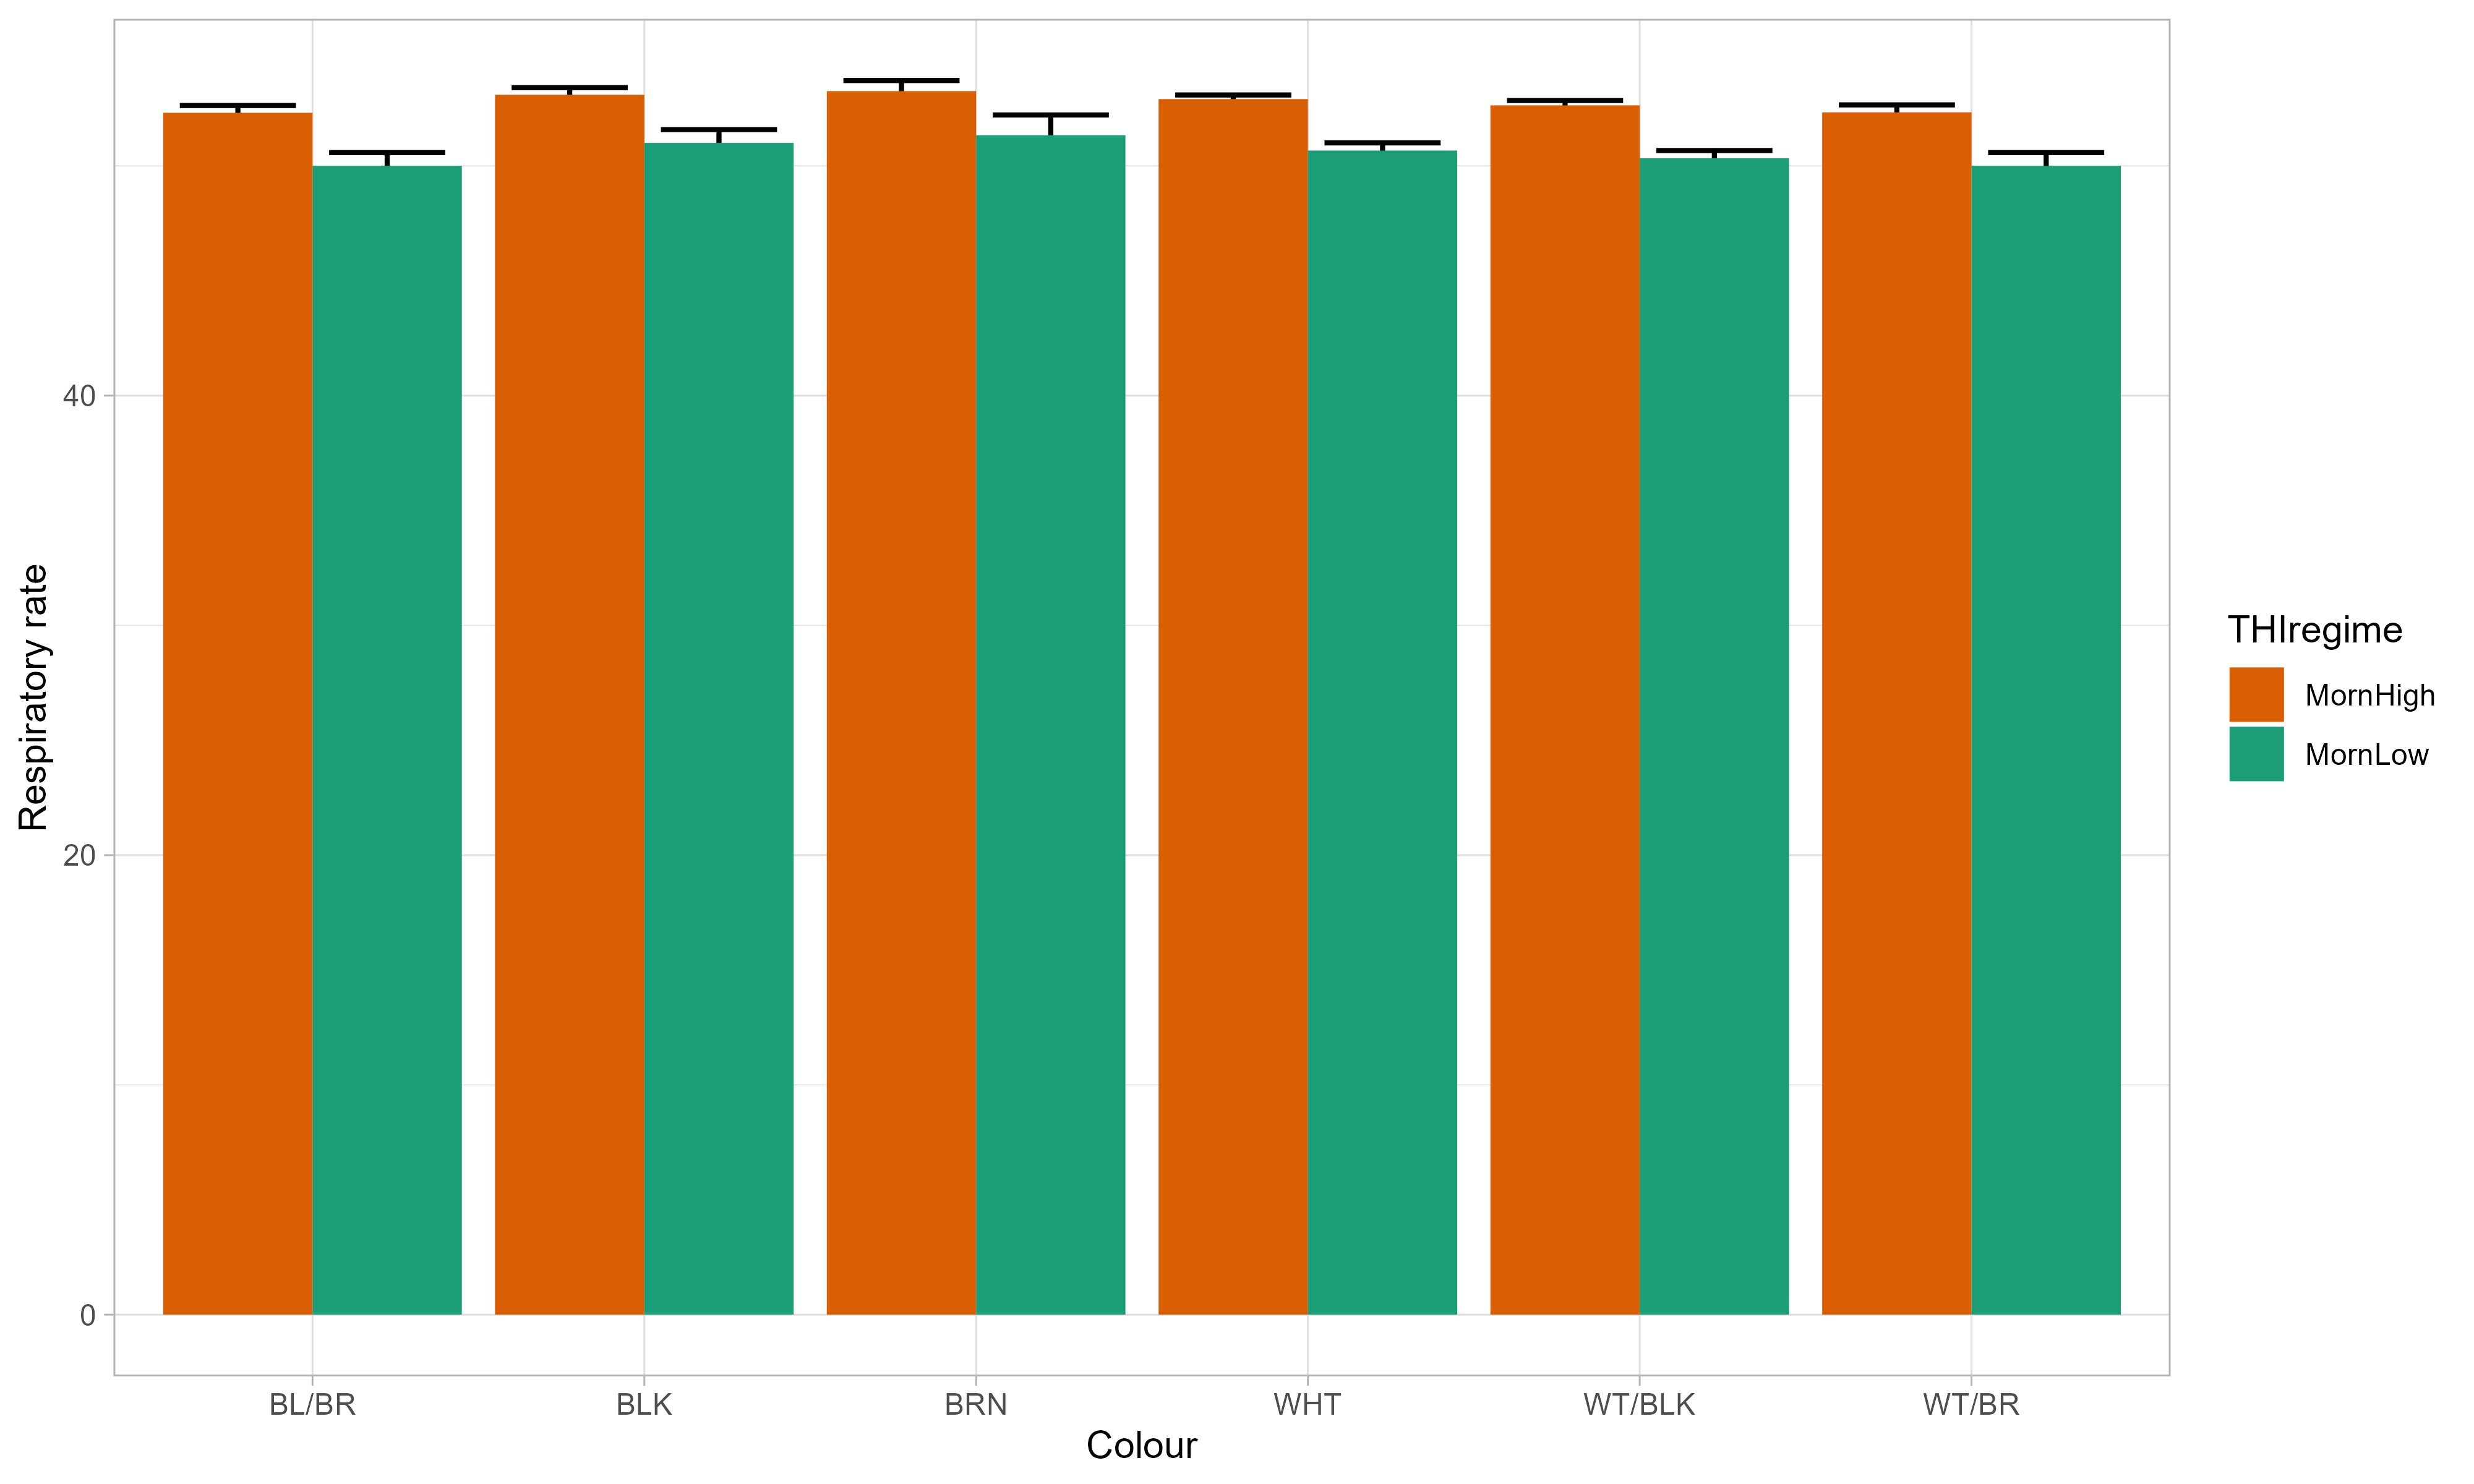 Respiratory rate
40
20
0
BL/BR
BLK
BRN
WHT
WT/BLK
WT/BR
Colour
THIregime
MornHigh
MornLow